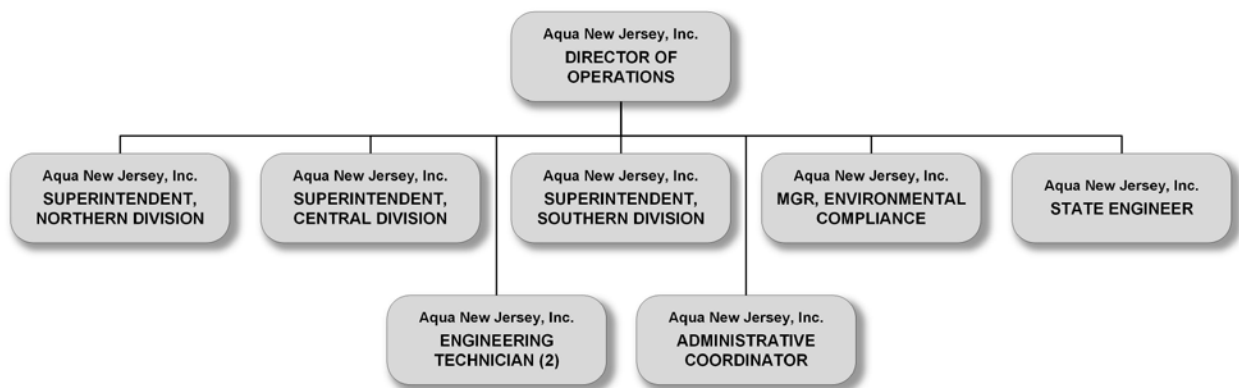 Aqua New Jersey, Inc.
DIRECTOR OF
OPERATIONS
Aqua New Jersey, Inc.
SUPERINTENDENT,
NORTHERN DIVISION
Aqua New Jersey, Inc.
SUPERINTENDENT,
CENTRAL DIVISION
Aqua New Jersey, Inc.
SUPERINTENDENT,
SOUTHERN DIVISION
Aqua New Jersey, Inc.
MGR, ENVIRONMENTAL
COMPLIANCE
Aqua New Jersey, Inc.
STATE ENGINEER
Aqua New Jersey, Inc.
ENGINEERING
TECHNICIAN (2)
Aqua New Jersey, Inc.
ADMINISTRATIVE
COORDINATOR